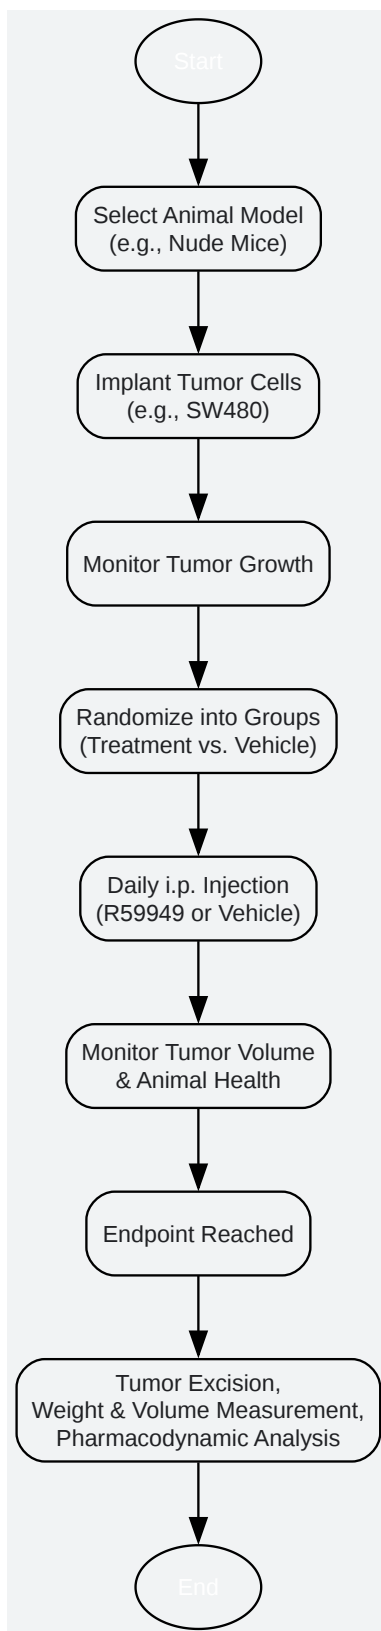 Start
Select Animal Model
(e.g., Nude Mice)
Implant Tumor Cells
(e.g., SW480)
Monitor Tumor Growth
Randomize into Groups
(Treatment vs. Vehicle)
Daily i.p. Injection
(R59949 or Vehicle)
Monitor Tumor Volume
& Animal Health
Endpoint Reached
Tumor Excision,
Weight & Volume Measurement,
Pharmacodynamic Analysis
End